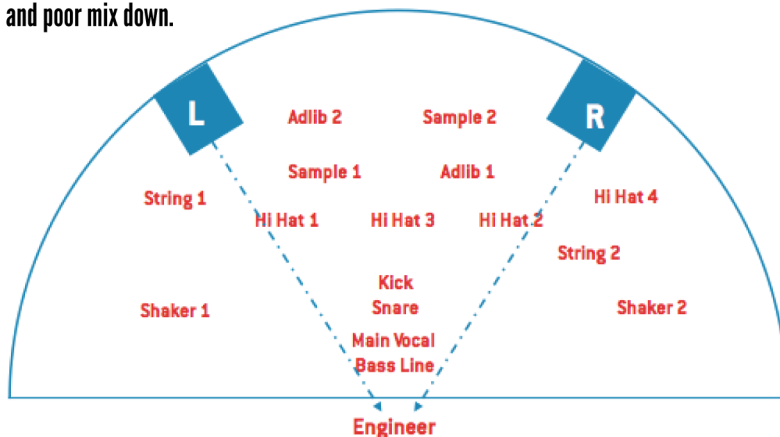 and poor mix down.
L
R
Adlib 2
Sample 2
Sample 1
Adlib 1
String 1
Hi Hat 4
Hi Hat 1
Hi Hat 3
Hi Hat 2
String 2
Kick
Shaker 1
Snare
Shaker 2
Main Vocal
Bass Line
Engineer